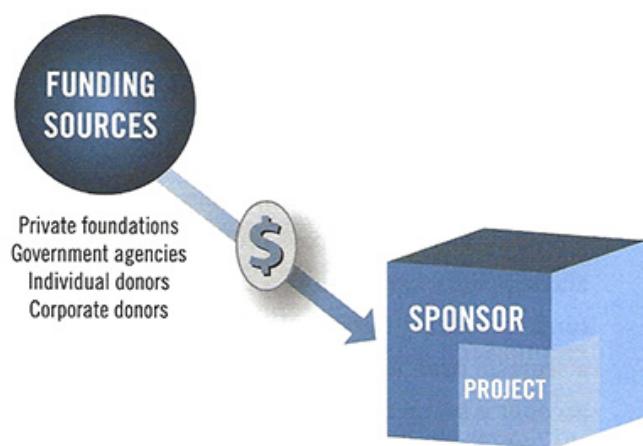 FUNDING
SOURCES
Private foundations
Government agencies
Individual donors
Corporate donors
$
SPONSOR
PROJECT